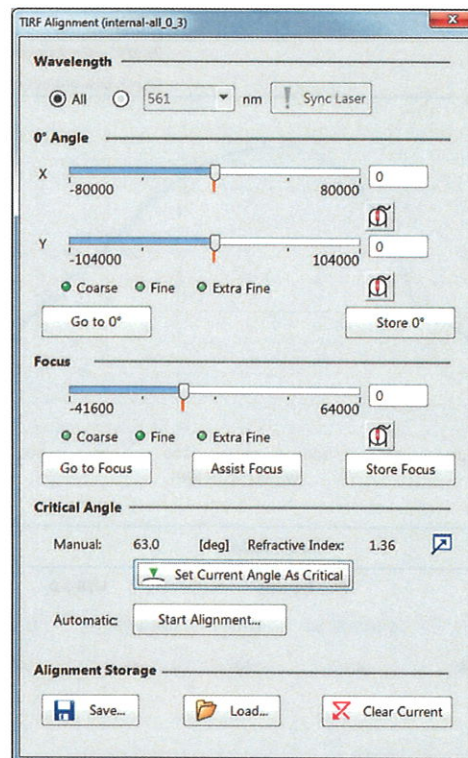 TIRF Alignment (internal-all_0_3)
Wavelength
All 561 nm ! Sync Laser
0° Angle
X 0
-80000 80000
Y 0
-104000 104000
Coarse Fine Extra Fine
Go to 0° Store 0°
Focus
0
-41600 64000
Coarse Fine Extra Fine
Go to Focus Assist Focus Store Focus
Critical Angle
Manual: 63.0 [deg] Refractive Index: 1.36
Set Current Angle As Critical
Automatic: Start Alignment...
Alignment Storage
Save... Load... Clear Current